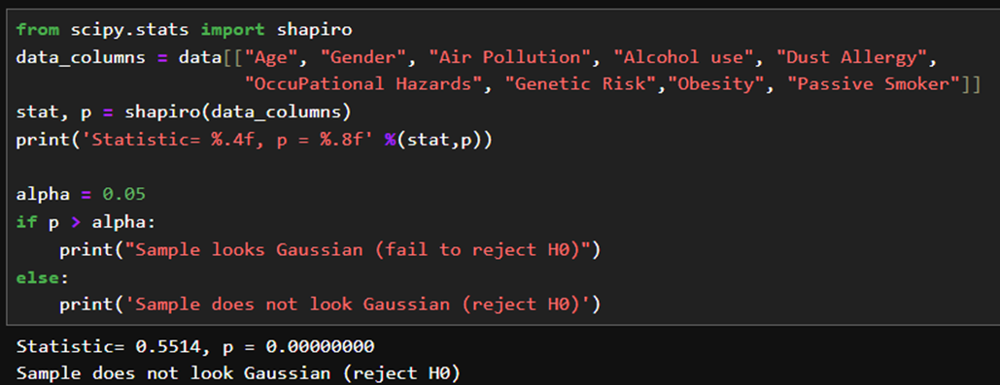 from scipy.stats import shapiro
data_columns = data[["Age", "Gender", "Air Pollution", "Alcohol use", "Dust Allergy",
"OccuPational Hazards", "Genetic Risk","Obesity", "Passive Smoker"]]
stat, p = shapiro(data_columns)
print('Statistic= %.4f, p = %.8f' %(stat,p))
alpha = 0.05
if p > alpha:
print("Sample looks Gaussian (fail to reject H0)")
else:
print('Sample does not look Gaussian (reject H0)')
Statistic= 0.5514, p = 0.00000000
Sample does not look Gaussian (reject H0)